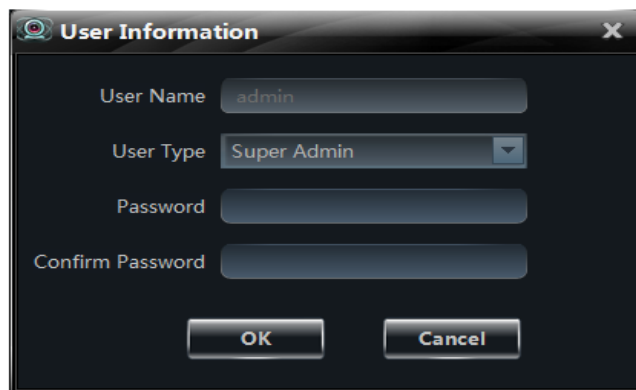 User Information
User Name admin
User Type Super Admin
Password
Confirm Password
OK Cancel